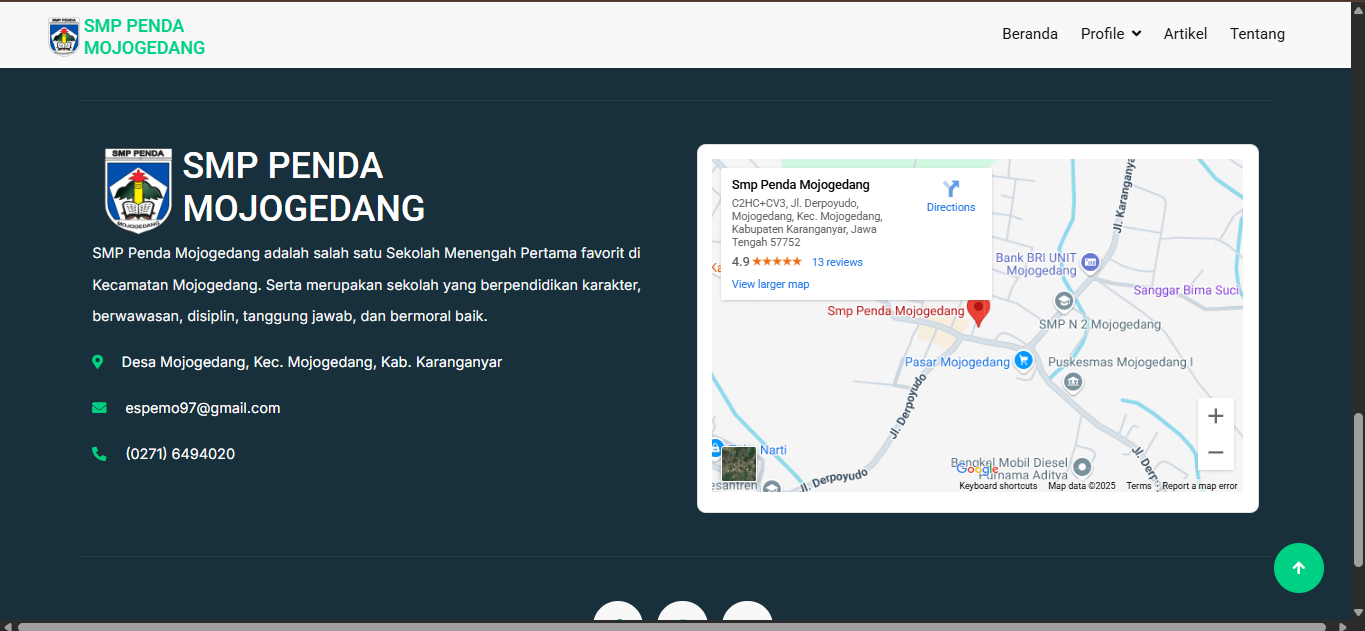 SMP PENDA
MOJOGEDANG
Beranda
Profile
Artikel
Tentang
SMP PENDA
MOJOGEDANG
SMP PENDA
MOJOGEDANG
SMP Penda Mojogedang adalah salah satu Sekolah Menengah Pertama favorit di
Kecamatan Mojogedang. Serta merupakan sekolah yang berpendidikan karakter,
berwawasan, disiplin, tanggung jawab, dan bermoral baik.
Desa Mojogedang, Kec. Mojogedang, Kab. Karanganyar
espemo97@gmail.com
(0271) 6494020
Smp Penda Mojogedang
C2HC+CV3, Jl. Derpoyudo,
Mojogedang, Kec. Mojogedang,
Kabupaten Karanganyar, Jawa
Tengah 57752
4.9
13 reviews
View larger map
Directions
Jl. Karanganya
Bank BRI UNIT
Mojogedang
Sanggar Bima Suci
Smp Penda Mojogedang
SMP N 2 Mojogedang
Pasar Mojogedang
Puskesmas Mojogedang I
Jl. Derpoyudo
Narti
Bengkel Mobil Diesel
Purnama Aditya
Jl. Derp
esantren
Jl. Derpoyudo
Google
Keyboard shortcuts
Map data ©2025
Terms
Report a map error